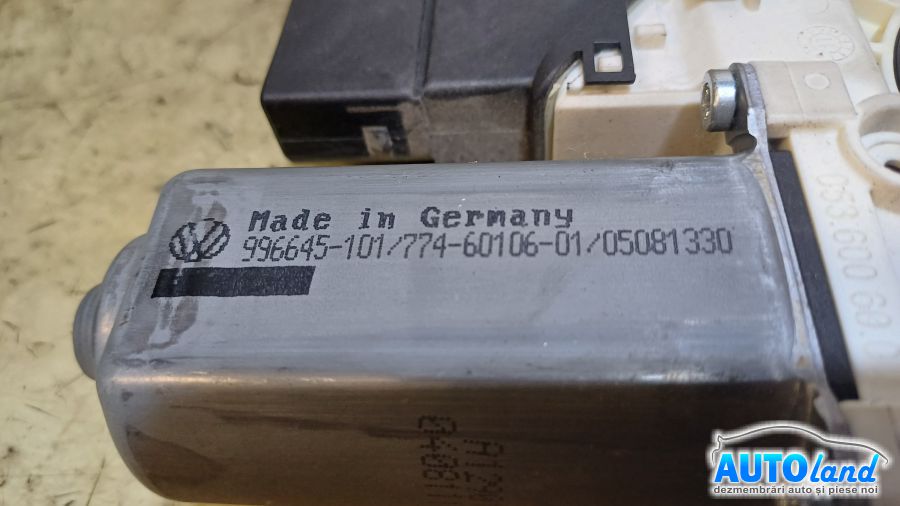 Made in Germany
996645-101/774-60106-01/05081330
AUTOland
dezmembrări auto și piese noi